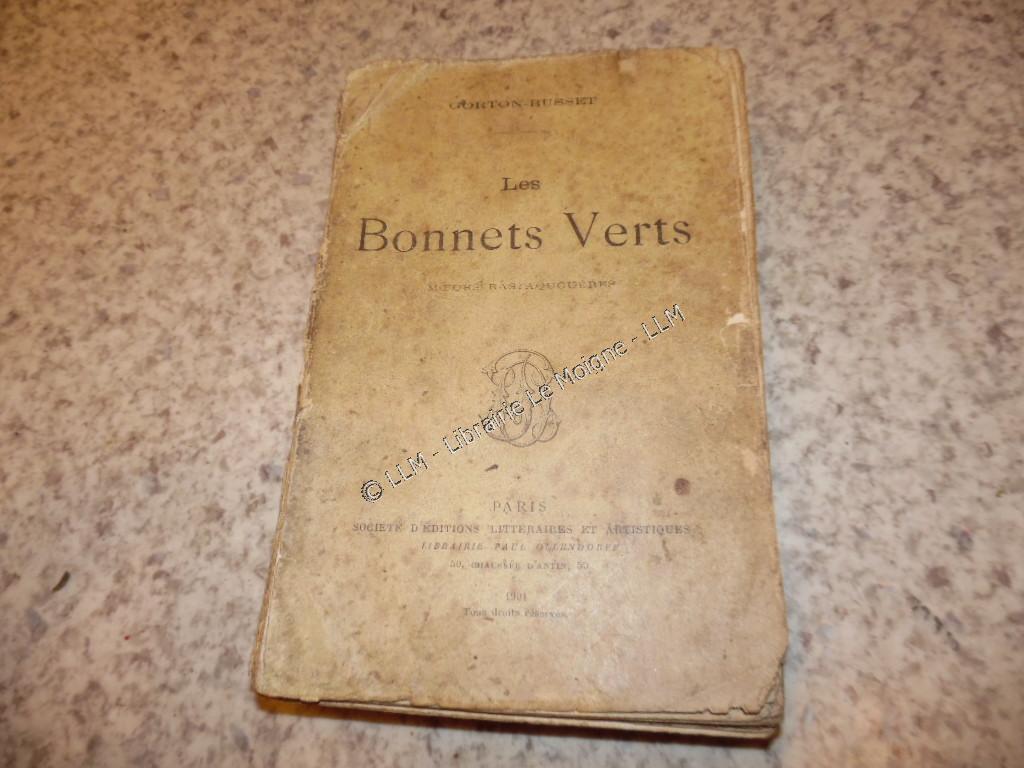 GORTON-BUSSET
Les
Bonnets Verts
PARIS
SOCIÉTÉ D'ÉDITIONS LITTÉRAIRES ET ARTISTIQUES
LIBRAIRIE PAUL OLLENDORFF
50, CHAUSSÉE D'ANTIN, 50
1901
Tous droits réservés.
© LLM - Librairie Le Moigne - LLM